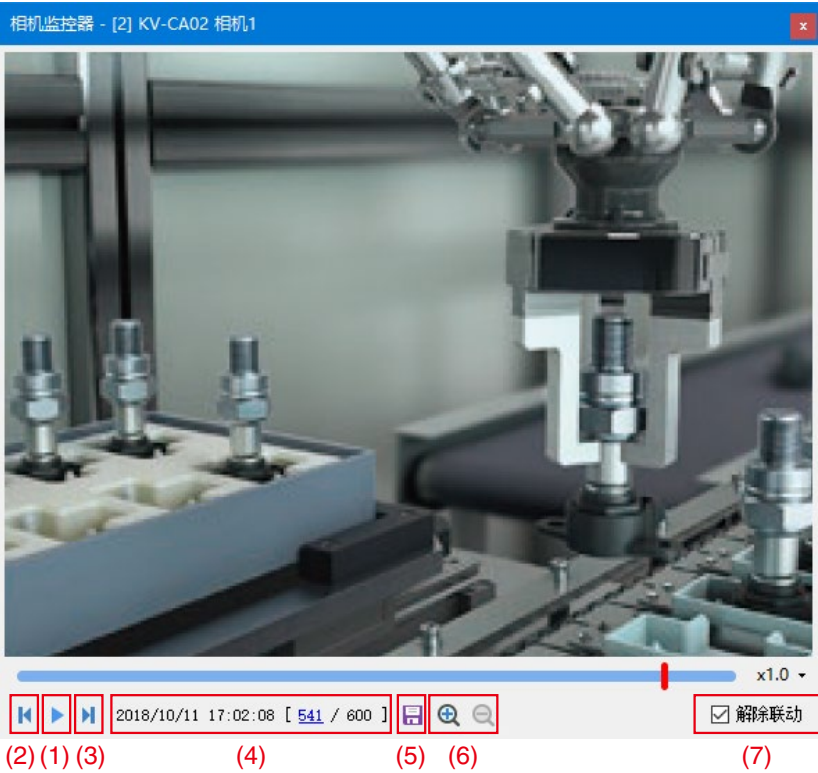 相机监控器 - [2] KV-CA02 相机1
x
x1.0
2018/10/11 17:02:08 [ 541 / 600 ]
解除联动
(2) (1) (3) (4) (5) (6) (7)